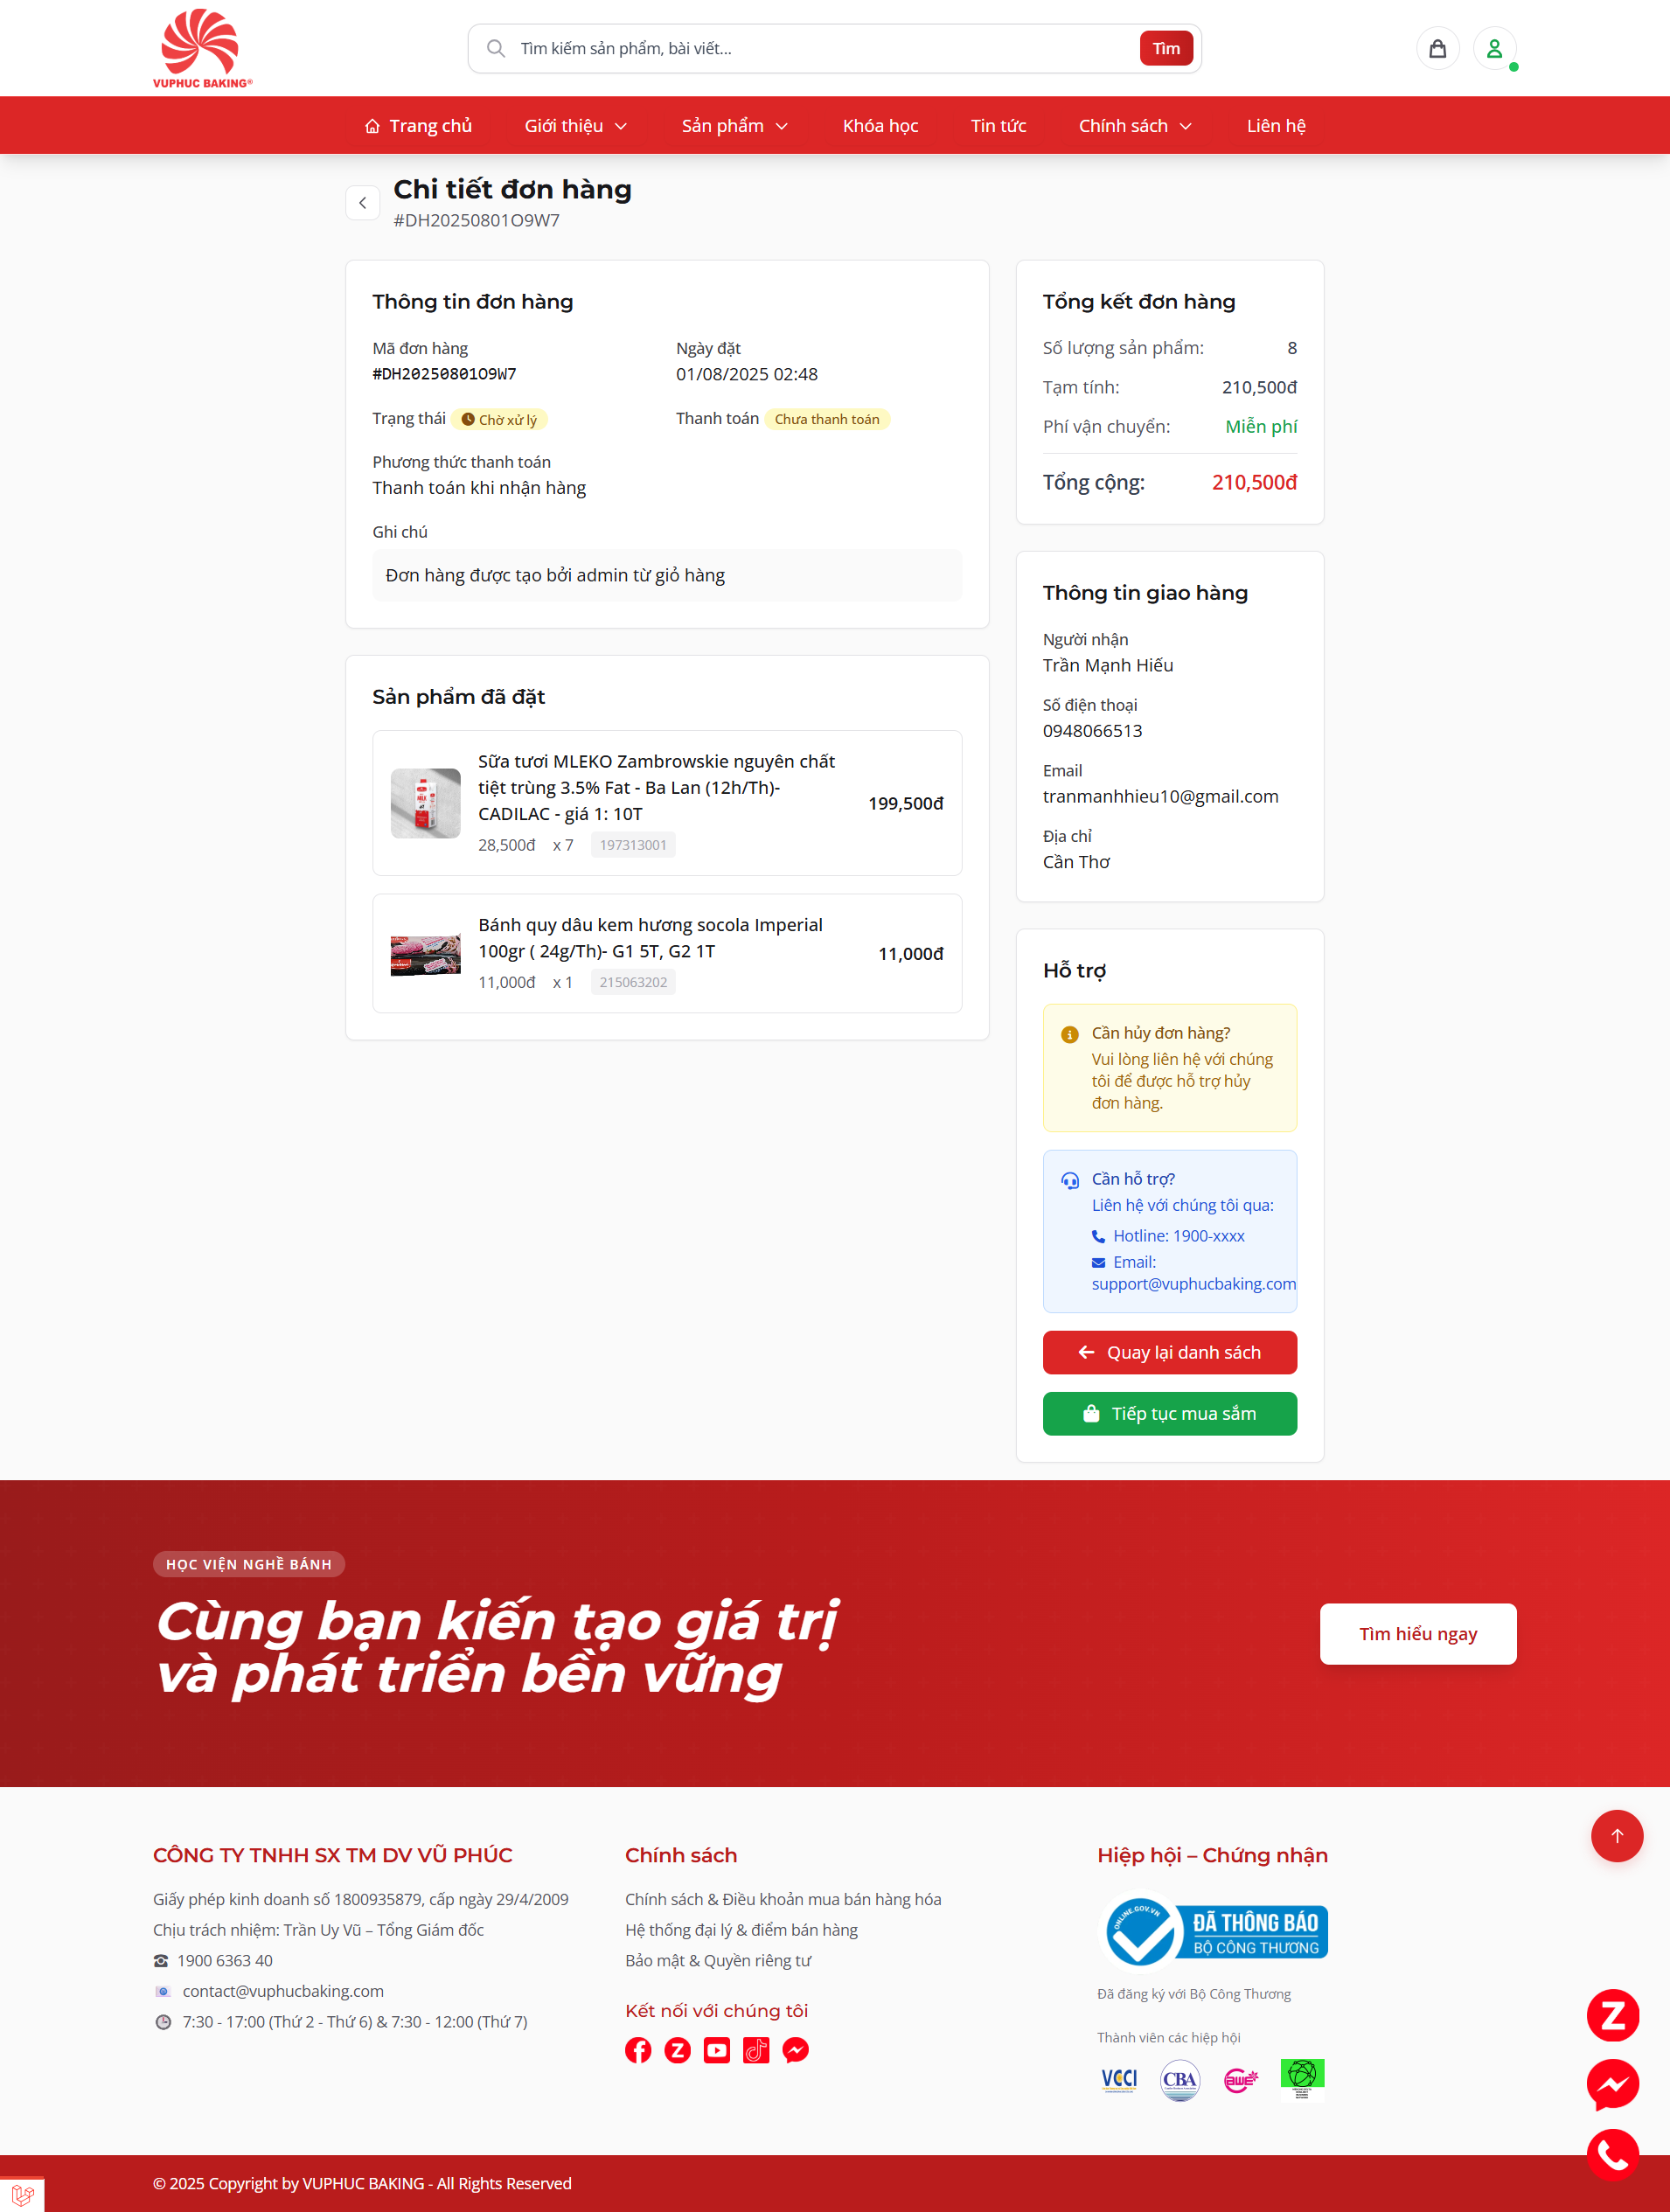 VUPHUC BAKING®
Tìm kiếm sản phẩm, bài viết...
Tìm
Trang chủ
Giới thiệu
Sản phẩm
Khóa học
Tin tức
Chính sách
Liên hệ
Chi tiết đơn hàng
#DH20250801O9W7
Thông tin đơn hàng
Mã đơn hàng
#DH20250801O9W7
Ngày đặt
01/08/2025 02:48
Trạng thái Chờ xử lý
Thanh toán Chưa thanh toán
Phương thức thanh toán
Thanh toán khi nhận hàng
Ghi chú
Đơn hàng được tạo bởi admin từ giỏ hàng
Sản phẩm đã đặt
Sữa tươi MLEKO Zambrowskie nguyên chất
tiệt trùng 3.5% Fat - Ba Lan (12h/Th)-
CADILAC - giá 1: 10T
28,500đ x 7 197313001
199,500đ
Bánh quy dâu kem hương socola Imperial
100gr ( 24g/Th)- G1 5T, G2 1T
11,000đ x 1 215063202
11,000đ
Tổng kết đơn hàng
Số lượng sản phẩm: 8
Tạm tính: 210,500đ
Phí vận chuyển: Miễn phí
Tổng cộng: 210,500đ
Thông tin giao hàng
Người nhận
Trần Mạnh Hiếu
Số điện thoại
0948066513
Email
tranmanhhieu10@gmail.com
Địa chỉ
Cần Thơ
Hỗ trợ
Cần hủy đơn hàng?
Vui lòng liên hệ với chúng
tôi để được hỗ trợ hủy
đơn hàng.
Cần hỗ trợ?
Liên hệ với chúng tôi qua:
Hotline: 1900-xxxx
Email:
support@vuphucbaking.com
Quay lại danh sách
Tiếp tục mua sắm
HỌC VIỆN NGHỀ BÁNH
Cùng bạn kiến tạo giá trị
và phát triển bền vững
Tìm hiểu ngay
CÔNG TY TNHH SX TM DV VŨ PHÚC
Giấy phép kinh doanh số 1800935879, cấp ngày 29/4/2009
Chịu trách nhiệm: Trần Uy Vũ – Tổng Giám đốc
1900 6363 40
contact@vuphucbaking.com
7:30 - 17:00 (Thứ 2 - Thứ 6) & 7:30 - 12:00 (Thứ 7)
Chính sách
Chính sách & Điều khoản mua bán hàng hóa
Hệ thống đại lý & điểm bán hàng
Bảo mật & Quyền riêng tư
Kết nối với chúng tôi
Hiệp hội – Chứng nhận
ONLINE.GOV.VN
ĐÃ THÔNG BÁO
BỘ CÔNG THƯƠNG
Đã đăng ký với Bộ Công Thương
Thành viên các hiệp hội
VCCI
CBA
awe
© 2025 Copyright by VUPHUC BAKING - All Rights Reserved